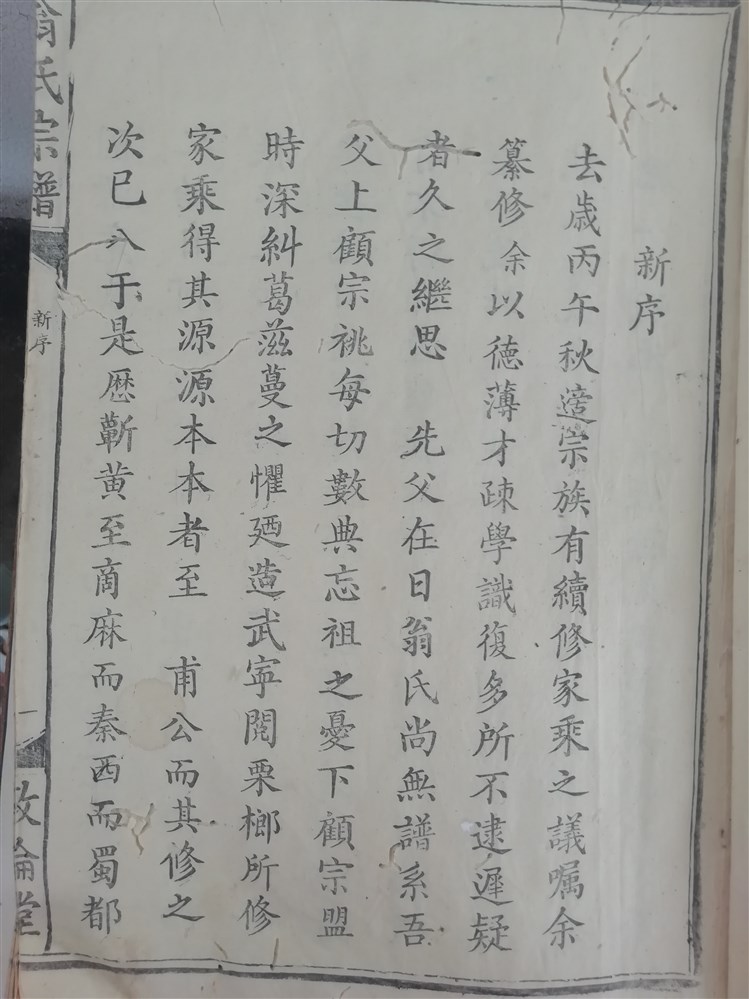 新序
去歳丙午秋適宗族有續修家乘之議嘱余
纂修余以德薄才疎學識復多所不逮遲疑
者久之繼思 先父在日翁氏尚無譜系吾
父上顧宗祧每切數典忘祖之憂下顧宗盟
時深糾葛滋蔓之懼廼造武寜閲栗榔所修
家乘得其源源本本者至 甫公而其修之
次已八于是歴蘄黄至商麻而秦西而蜀都
翁氏宗譜
新序
一
敦倫堂